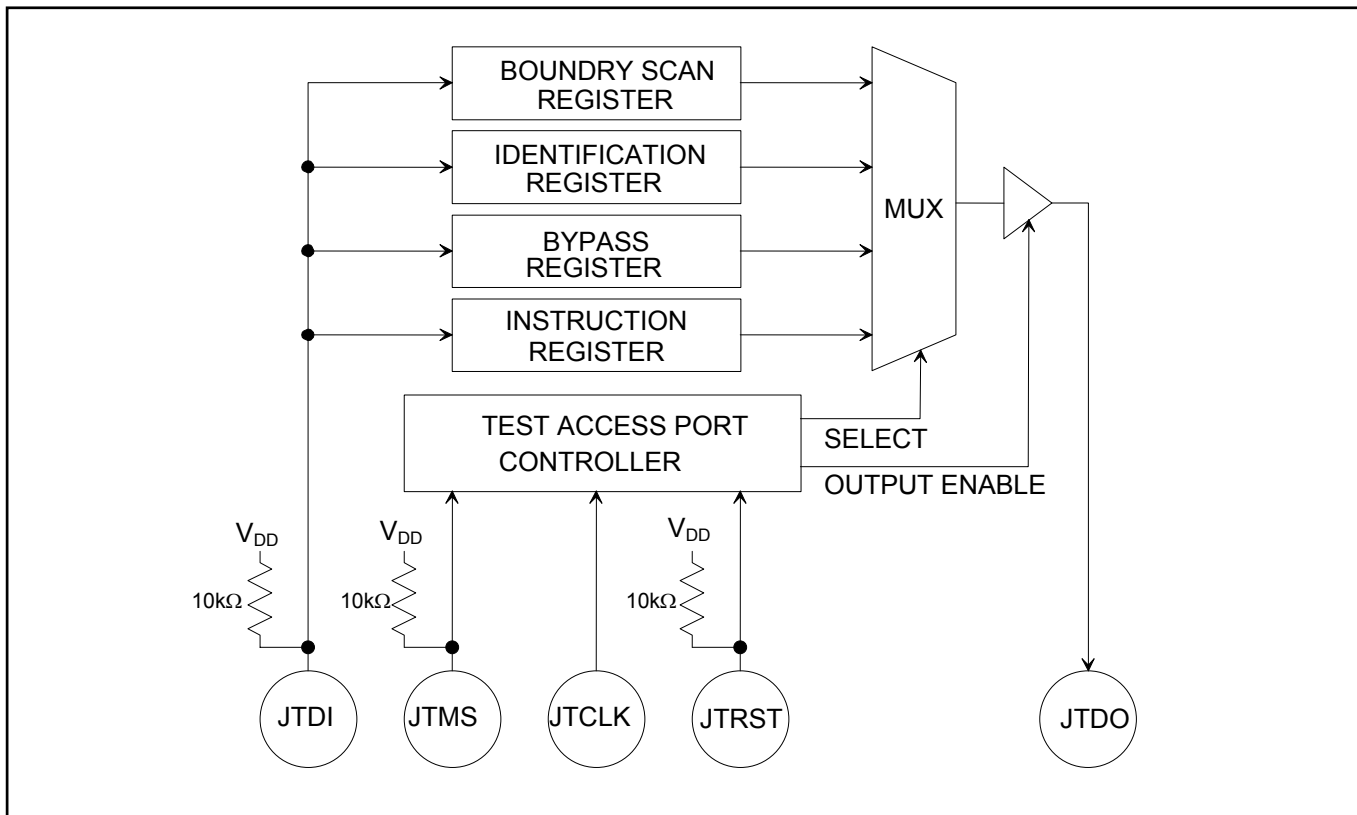 BOUNDRY SCAN
REGISTER
IDENTIFICATION
REGISTER
BYPASS
REGISTER
INSTRUCTION
REGISTER
MUX
TEST ACCESS PORT
CONTROLLER
SELECT
OUTPUT ENABLE
VDD
10kΩ
VDD
10kΩ
VDD
10kΩ
JTDI
JTMS
JTCLK
JTRST
JTDO